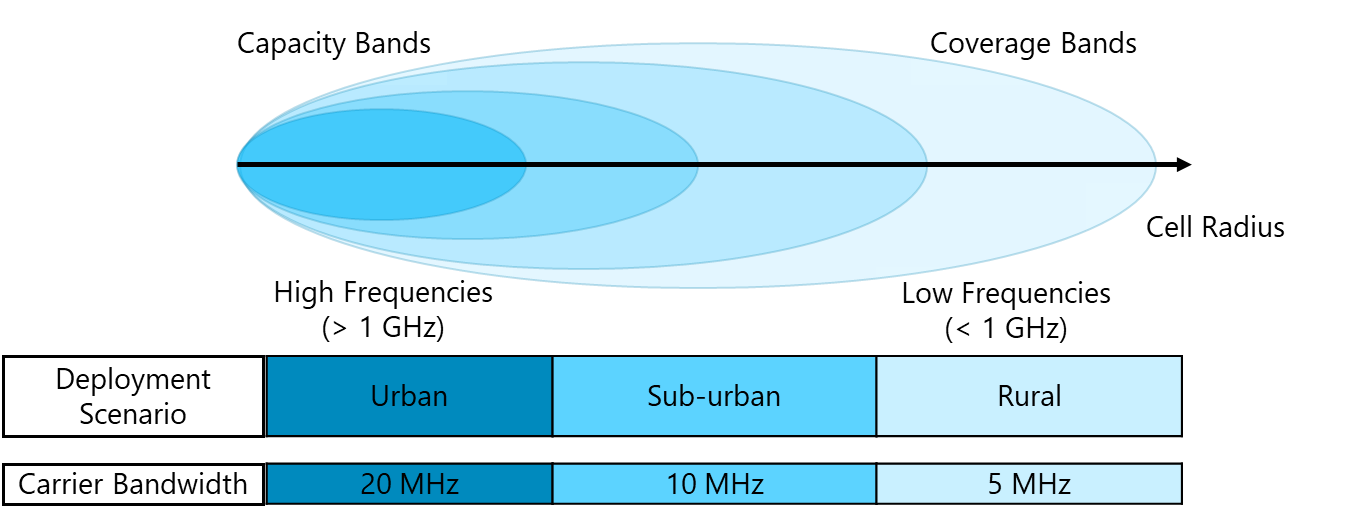 Capacity Bands
Coverage Bands
Cell Radius
High Frequencies
(> 1 GHz)
Low Frequencies
(< 1 GHz)
Deployment
Scenario
Urban
Sub-urban
Rural
Carrier Bandwidth
20 MHz
10 MHz
5 MHz